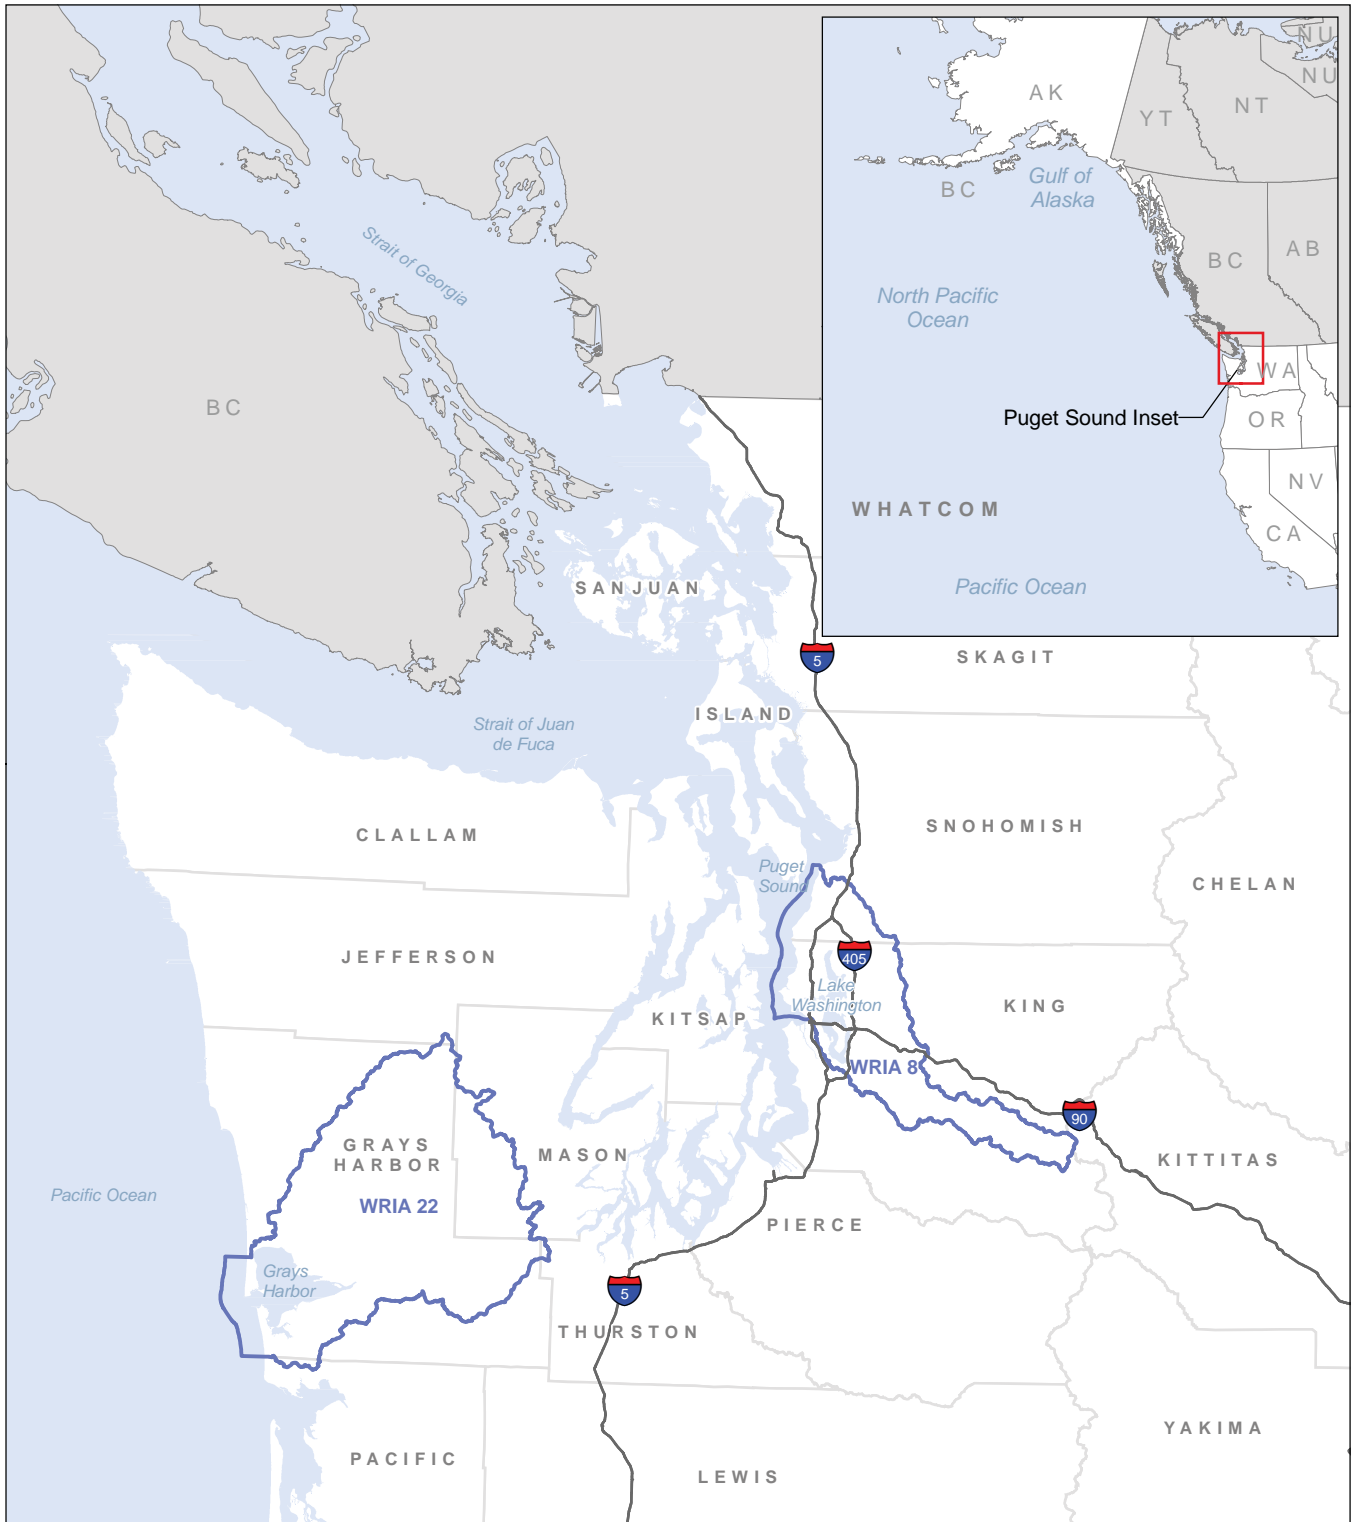 NU
AK
NU
NT
YT
Gulf of
Alaska
BC
Strait of Georgia
AB
BC
North Pacific
Ocean
WA
BC
Puget Sound Inset
OR
NV
WHATCOM
CA
SAN JUAN
Pacific Ocean
SKAGIT
5
ISLAND
Strait of Juan
de Fuca
SNOHOMISH
CLALLAM
Puget
Sound
CHELAN
JEFFERSON
405
Lake
Washington
KING
KITSAP
WRIA 8
90
GRAYS
HARBOR
MASON
KITTITAS
Pacific Ocean
WRIA 22
PIERCE
Grays
Harbor
5
THURSTON
YAKIMA
PACIFIC
LEWIS